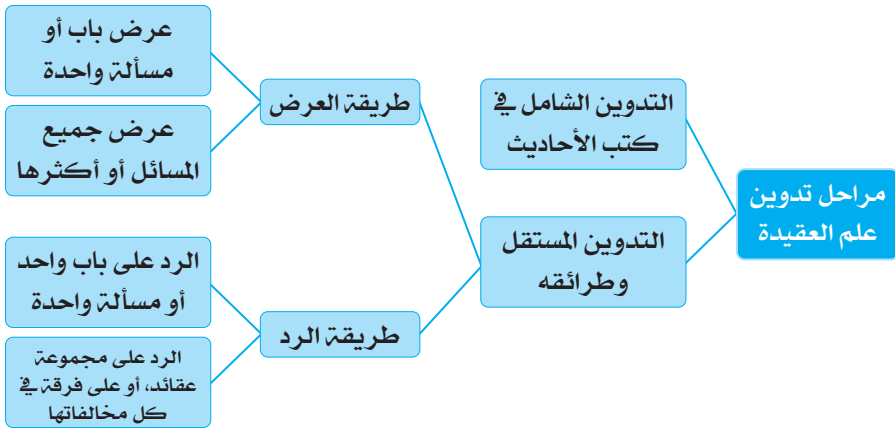 مراحل تدوين
علم العقيدة
التدوين الشامل في
كتب الأحاديث
التدوين المستقل
وطرائقه
طريقة العرض
عرض باب أو
مسألة واحدة
عرض جميع
المسائل أو أكثرها
طريقة الرد
الرد على باب واحد
أو مسألة واحدة
الرد على مجموعة
عقائد، أو على فرقة في
كل مخالفاتها